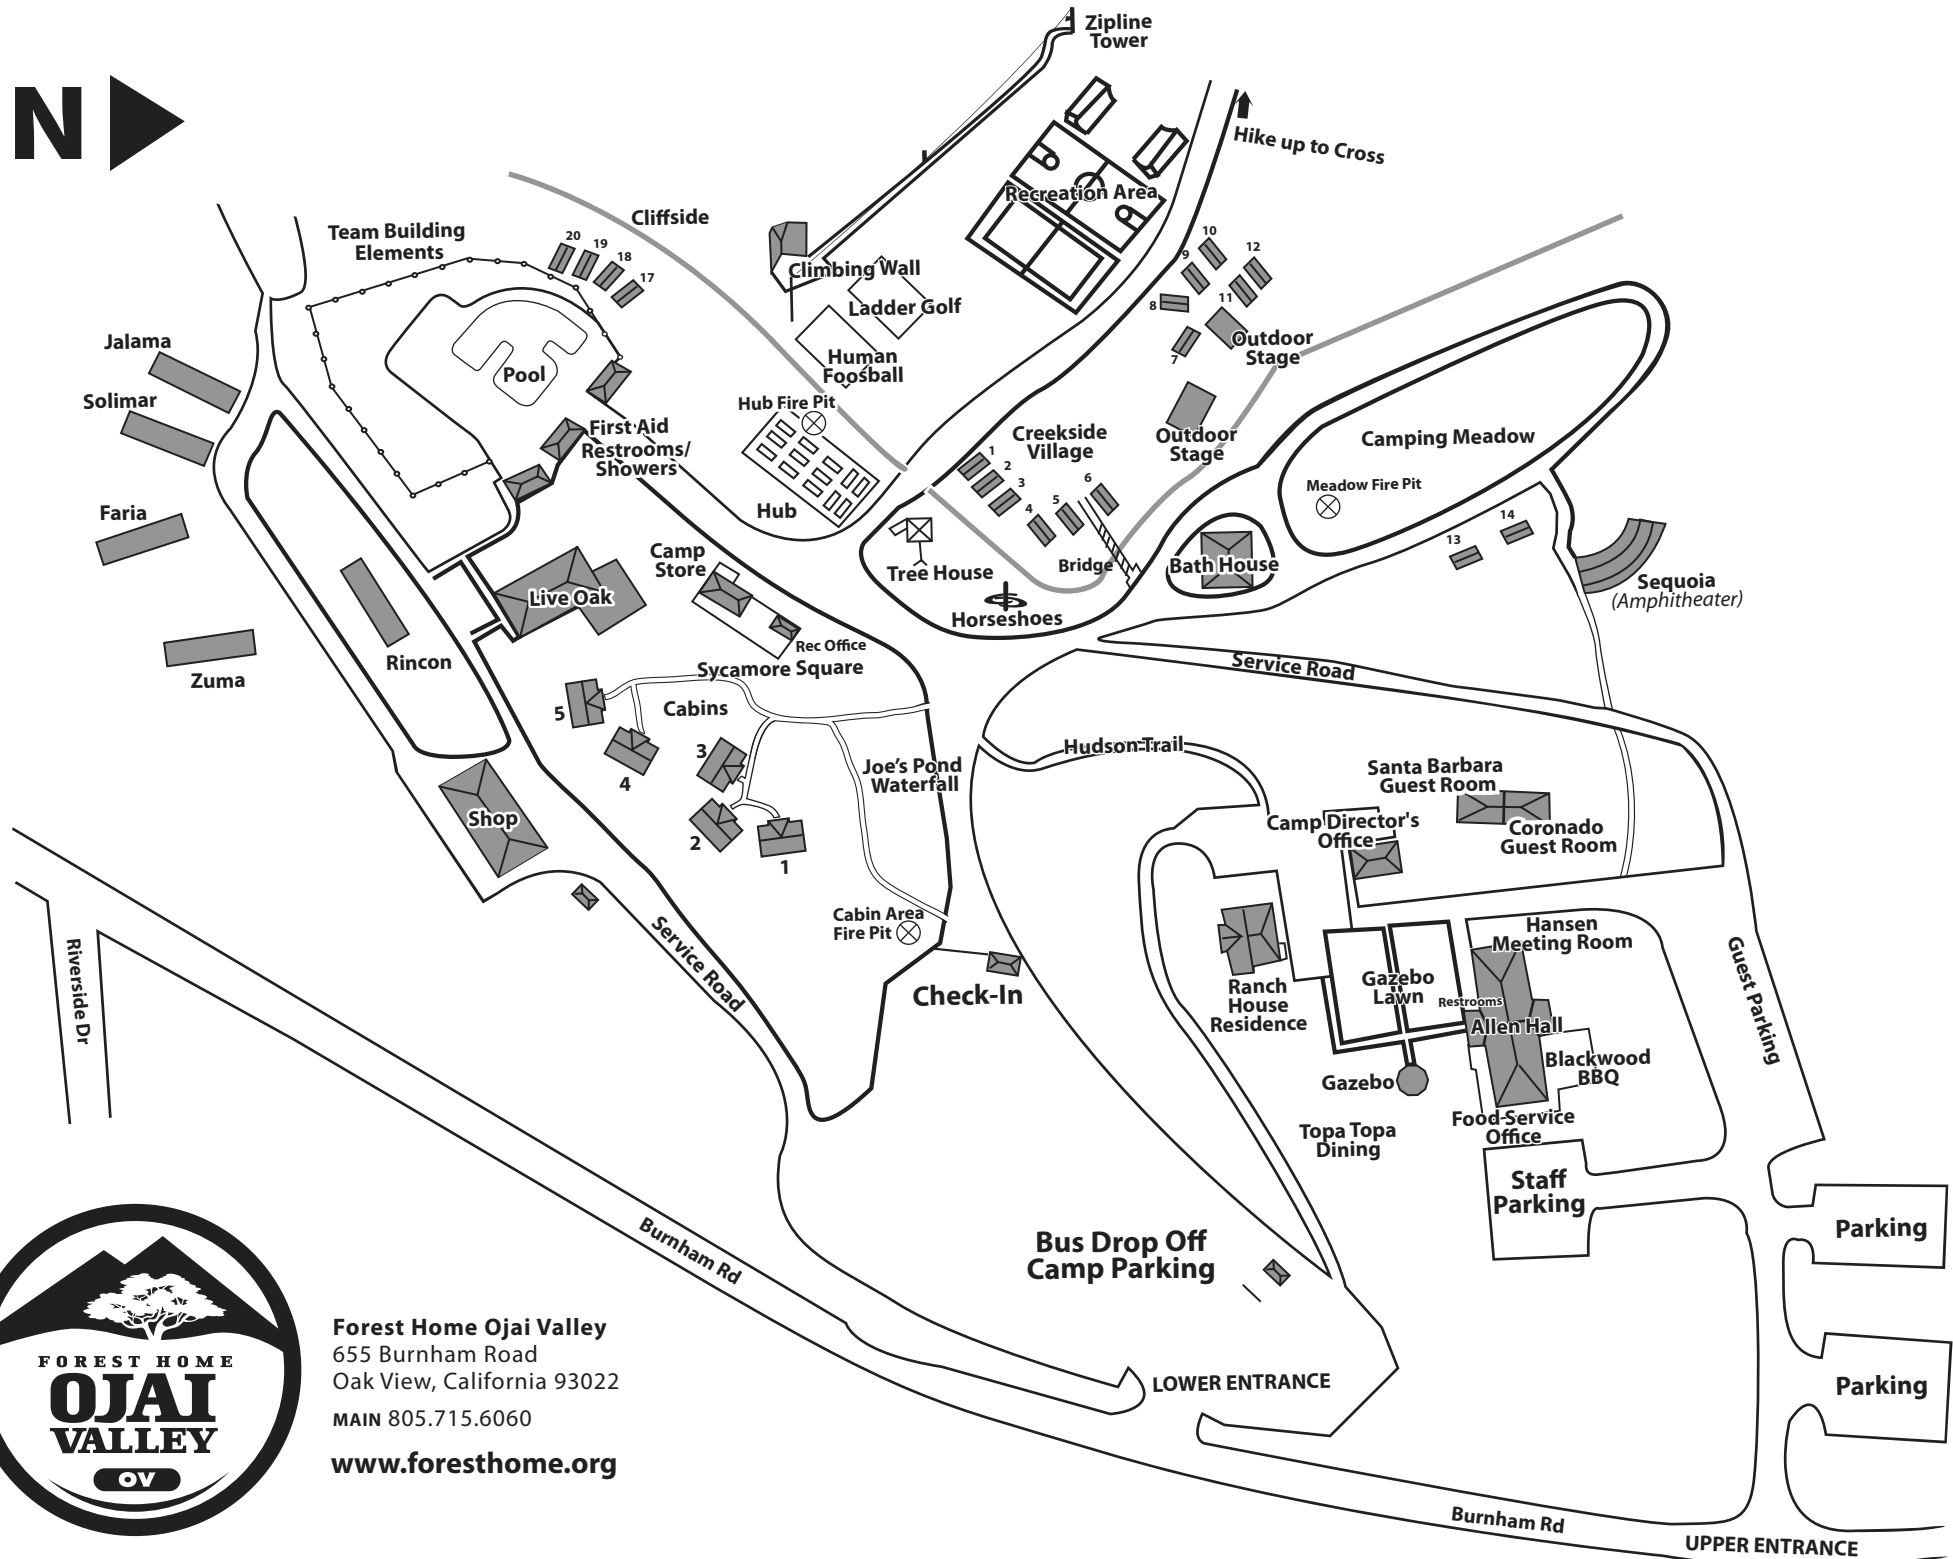 Zipline
Tower
N
Hike up to Cross
Recreation Area
Cliffside
Team Building
Elements
20
19
18
17
10
9
12
8
11
7
Climbing Wall
Ladder Golf
Human
Foosball
Outdoor
Stage
Jalama
Solimar
Pool
Hub Fire Pit
First Aid
Restrooms/
Showers
Creekside
Village
Outdoor
Stage
Camping Meadow
1
2
3
4
5
6
Meadow Fire Pit
Hub
Faria
13
14
Camp
Store
Tree House
Bridge
Bath House
Sequoia
(Amphitheater)
Live Oak
Horseshoes
Rec Office
Sycamore Square
Rincon
Zuma
Service Road
5
Cabins
4
3
2
1
Joe's Pond
Waterfall
Hudson Trail
Santa Barbara
Guest Room
Coronado
Guest Room
Camp Director's
Office
Shop
Cabin Area
Fire Pit
Service Road
Check-In
Riverside Dr
Ranch
House
Residence
Gazebo
Lawn
Hansen
Meeting Room
Restrooms
Allen Hall
Blackwood
BBQ
Guest Parking
Gazebo
Food Service
Office
Topa Topa
Dining
Staff
Parking
Parking
Parking
Burnham Rd
Bus Drop Off
Camp Parking
LOWER ENTRANCE
Burnham Rd
UPPER ENTRANCE
FOREST HOME
OJAI
VALLEY
OV
Forest Home Ojai Valley
655 Burnham Road
Oak View, California 93022
MAIN 805.715.6060
www.foresthome.org